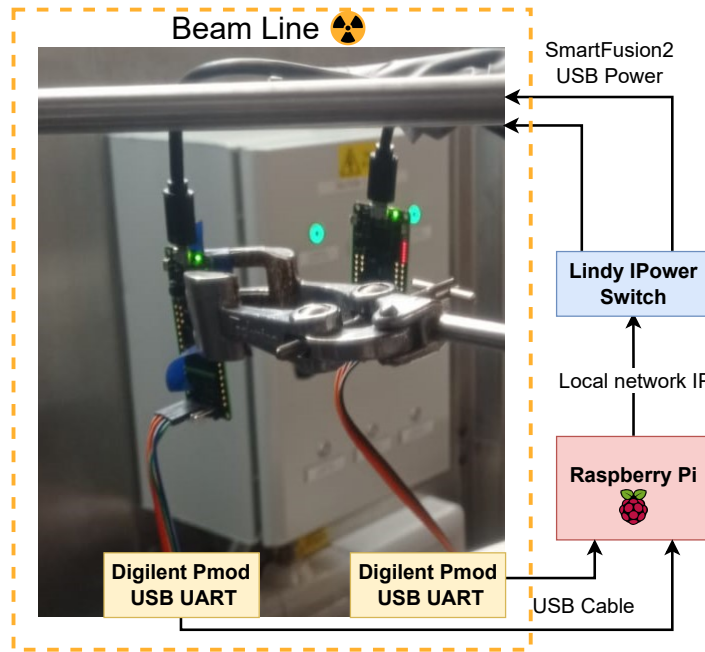 Beam Line
SmartFusion2
USB Power
Lindy IPower
Switch
Local network IP
Raspberry Pi
Digilent Pmod
USB UART
Digilent Pmod
USB UART
USB Cable